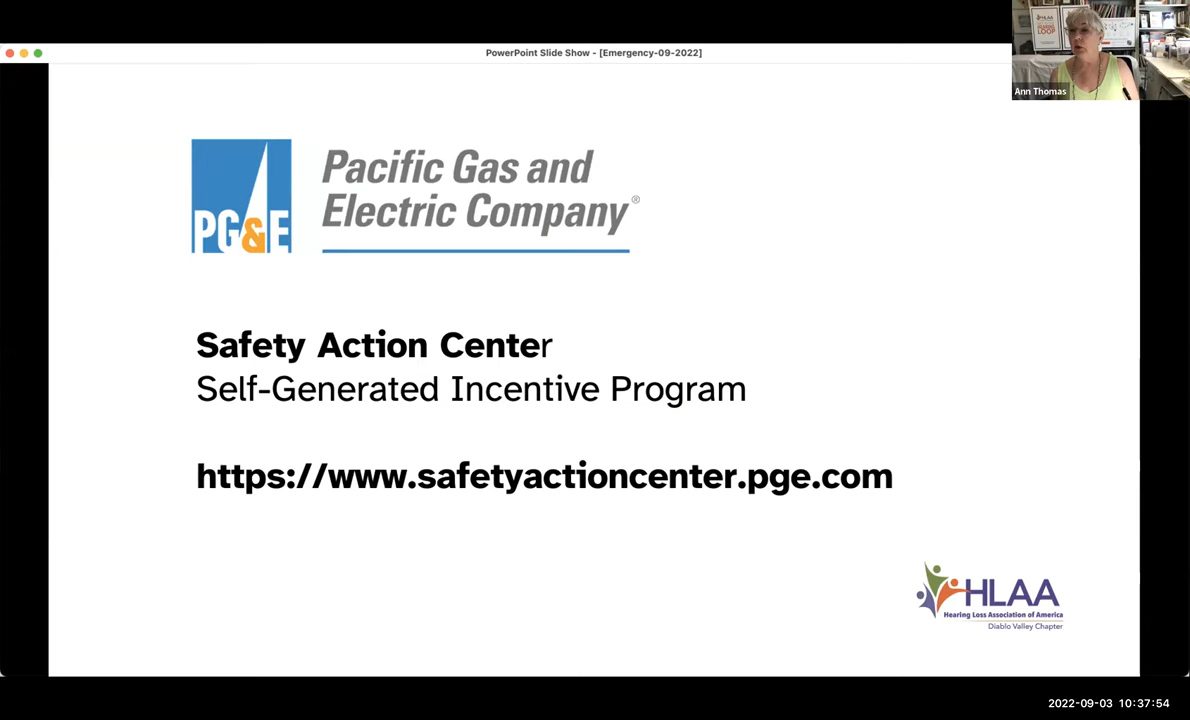 PowerPoint Slide Show - [Emergency-09-2022]
HLAA
LOOP
Ann Thomas
PG&E
Pacific Gas and
Electric Company®
Safety Action Center
Self-Generated Incentive Program
https://www.safetyactioncenter.pge.com
HLAA
Hearing Loss Association of America
Diablo Valley Chapter
2022-09-03 10:37:54